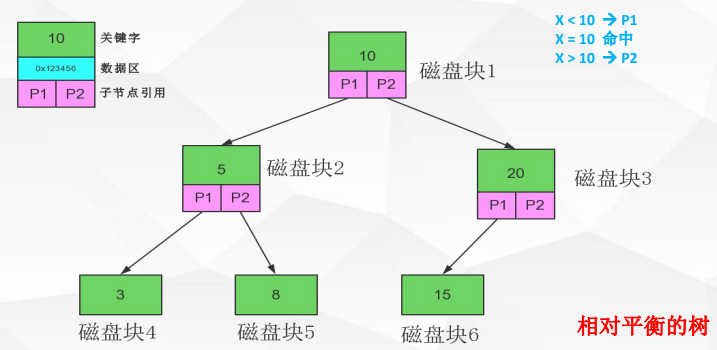 10 关键字
0x123456 数据区
P1 P2 子节点引用
X < 10 → P1
X = 10 命中
X > 10 → P2
10
P1 P2
磁盘块1
5
P1 P2
磁盘块2
20
P1 P2
磁盘块3
3
磁盘块4
8
磁盘块5
15
磁盘块6
相对平衡的树